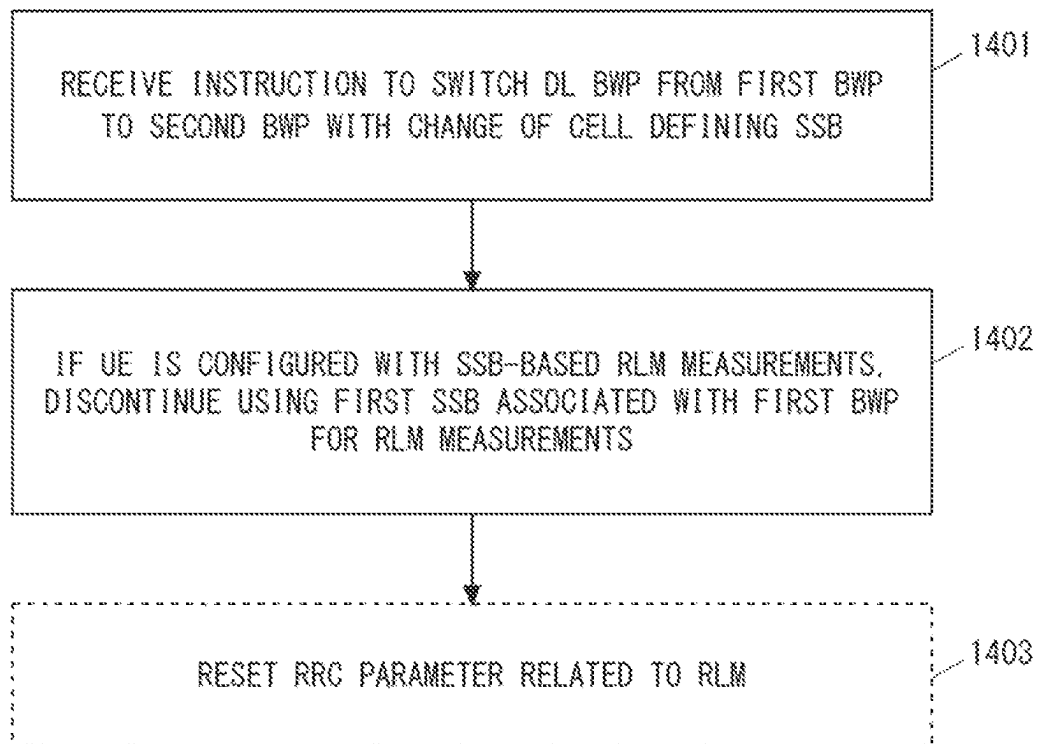 1401
RECEIVE INSTRUCTION TO SWITCH DL BWP FROM FIRST BWP
TO SECOND BWP WITH CHANGE OF CELL DEFINING SSB
1402
IF UE IS CONFIGURED WITH SSB-BASED RLM MEASUREMENTS,
DISCONTINUE USING FIRST SSB ASSOCIATED WITH FIRST BWP
FOR RLM MEASUREMENTS
1403
RESET RRC PARAMETER RELATED TO RLM